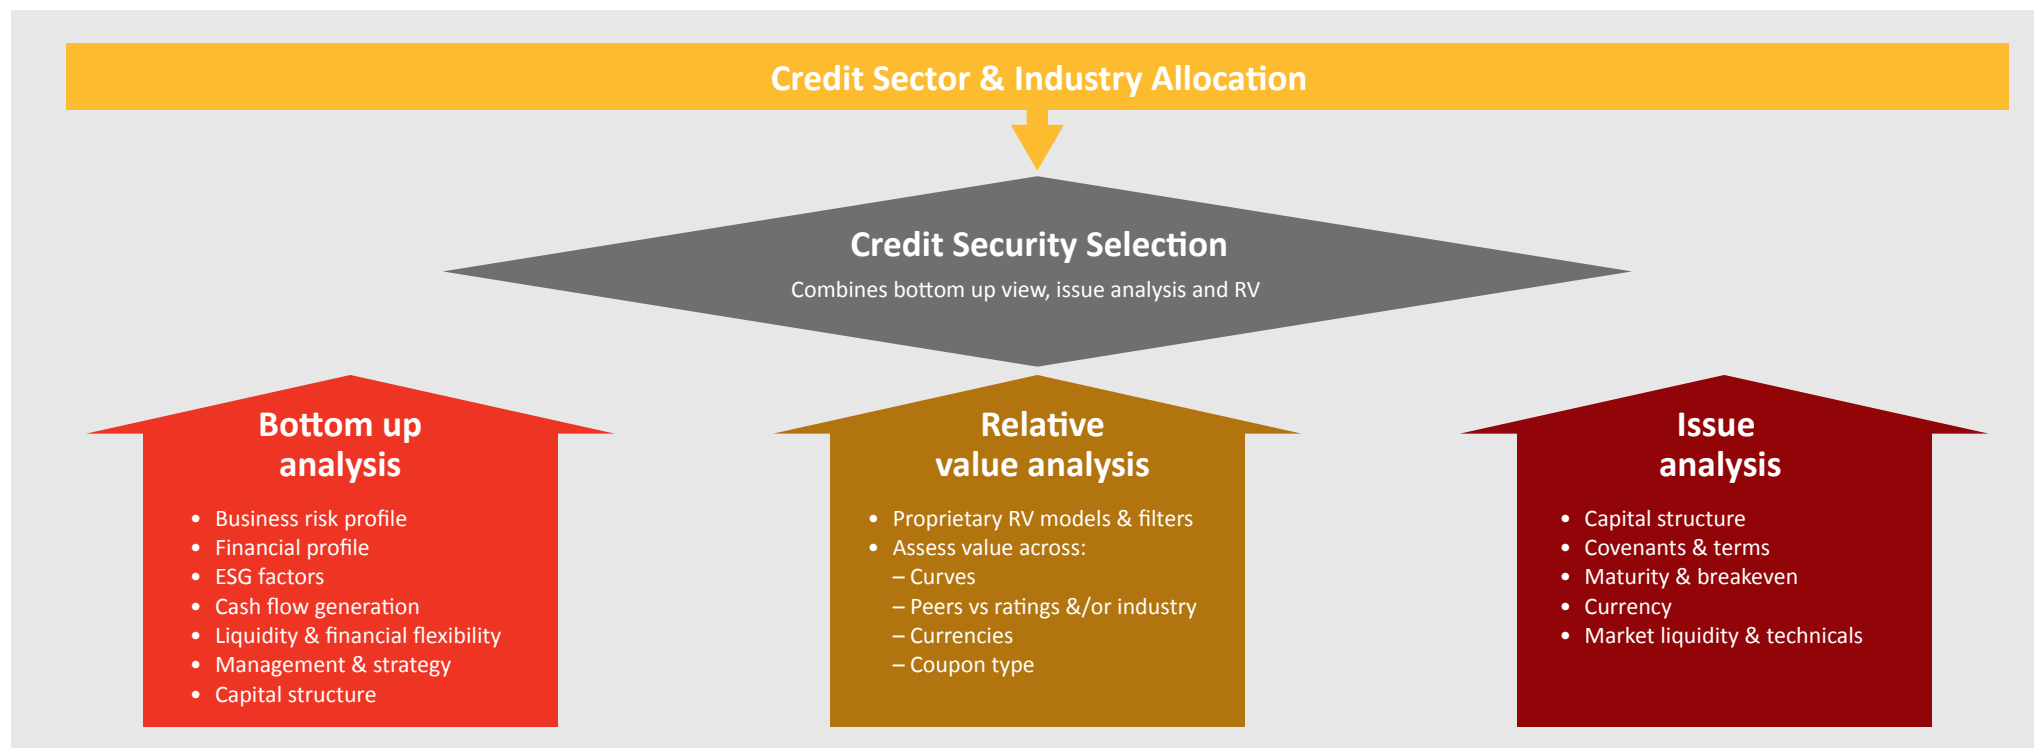 Credit Sector & Industry Allocation
Credit Security Selection
Combines bottom up view, issue analysis and RV
Bottom up
analysis
• Business risk profile
• Financial profile
• ESG factors
• Cash flow generation
• Liquidity & financial flexibility
• Management & strategy
• Capital structure
Relative
value analysis
• Proprietary RV models & filters
• Assess value across:
– Curves
– Peers vs ratings &/or industry
– Currencies
– Coupon type
Issue
analysis
• Capital structure
• Covenants & terms
• Maturity & breakeven
• Currency
• Market liquidity & technicals